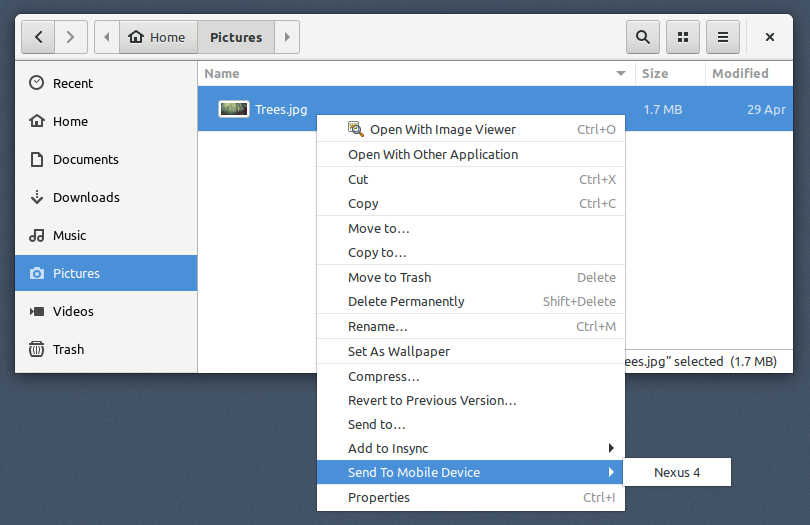 Home Pictures
Name Size Modified
Recent
Home
Documents
Downloads
Music
Pictures
Videos
Trash
Trees.jpg 1.7 MB 29 Apr
Open With Image Viewer Ctrl+O
Open With Other Application
Cut Ctrl+X
Copy Ctrl+C
Move to…
Copy to…
Move to Trash Delete
Delete Permanently Shift+Delete
Rename… Ctrl+M
Set As Wallpaper
Compress…
Revert to Previous Version…
Send to…
Add to Insync
Send To Mobile Device
Nexus 4
Properties Ctrl+I
ees.jpg” selected (1.7 MB)